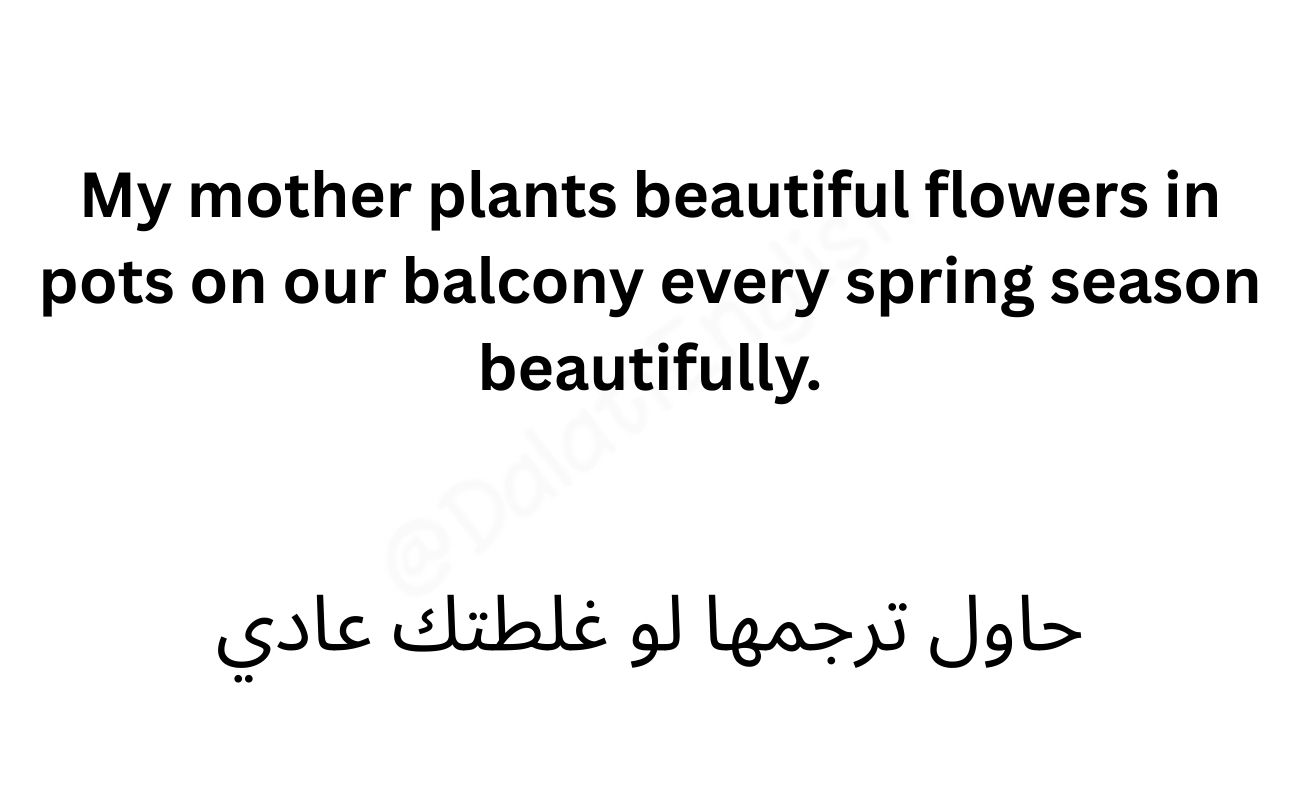 My mother plants beautiful flowers in
pots on our balcony every spring season
beautifully.
@DalatEnglish
حاول ترجمها لو غلطتك عادي